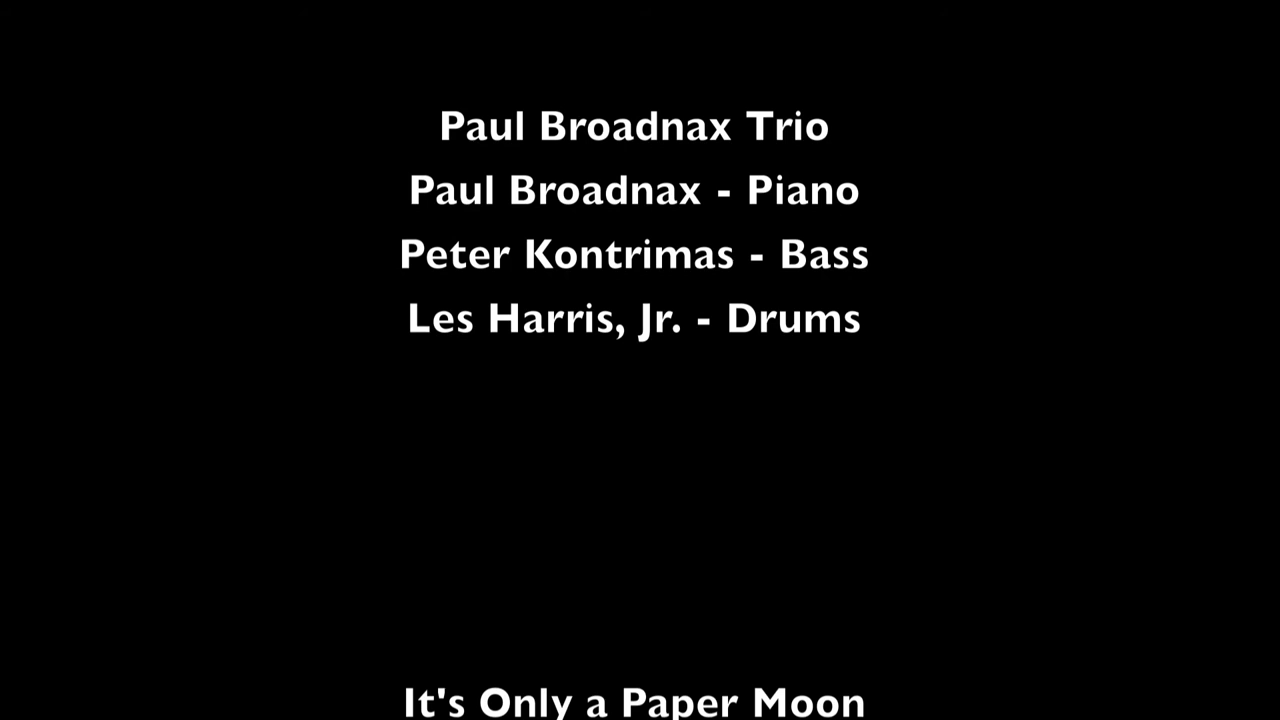 Paul Broadnax Trio
Paul Broadnax - Piano
Peter Kontrimas - Bass
Les Harris, Jr. - Drums
It's Only a Paper Moon